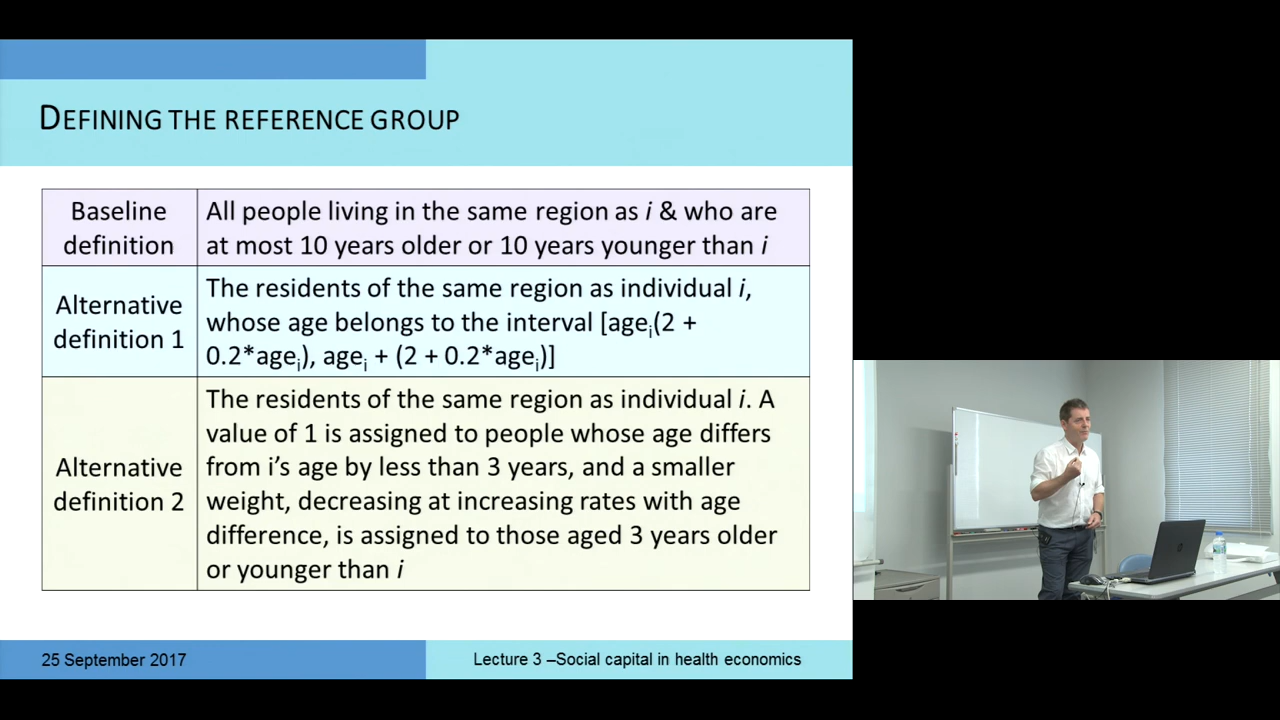 DEFINING THE REFERENCE GROUP
Baseline
definition
All people living in the same region as i & who are
at most 10 years older or 10 years younger than i
Alternative
definition 1
The residents of the same region as individual i,
whose age belongs to the interval [ageᵢ(2 +
0.2*ageᵢ), ageᵢ + (2 + 0.2*ageᵢ)]
Alternative
definition 2
The residents of the same region as individual i. A
value of 1 is assigned to people whose age differs
from i’s age by less than 3 years, and a smaller
weight, decreasing at increasing rates with age
difference, is assigned to those aged 3 years older
or younger than i
25 September 2017
Lecture 3 –Social capital in health economics